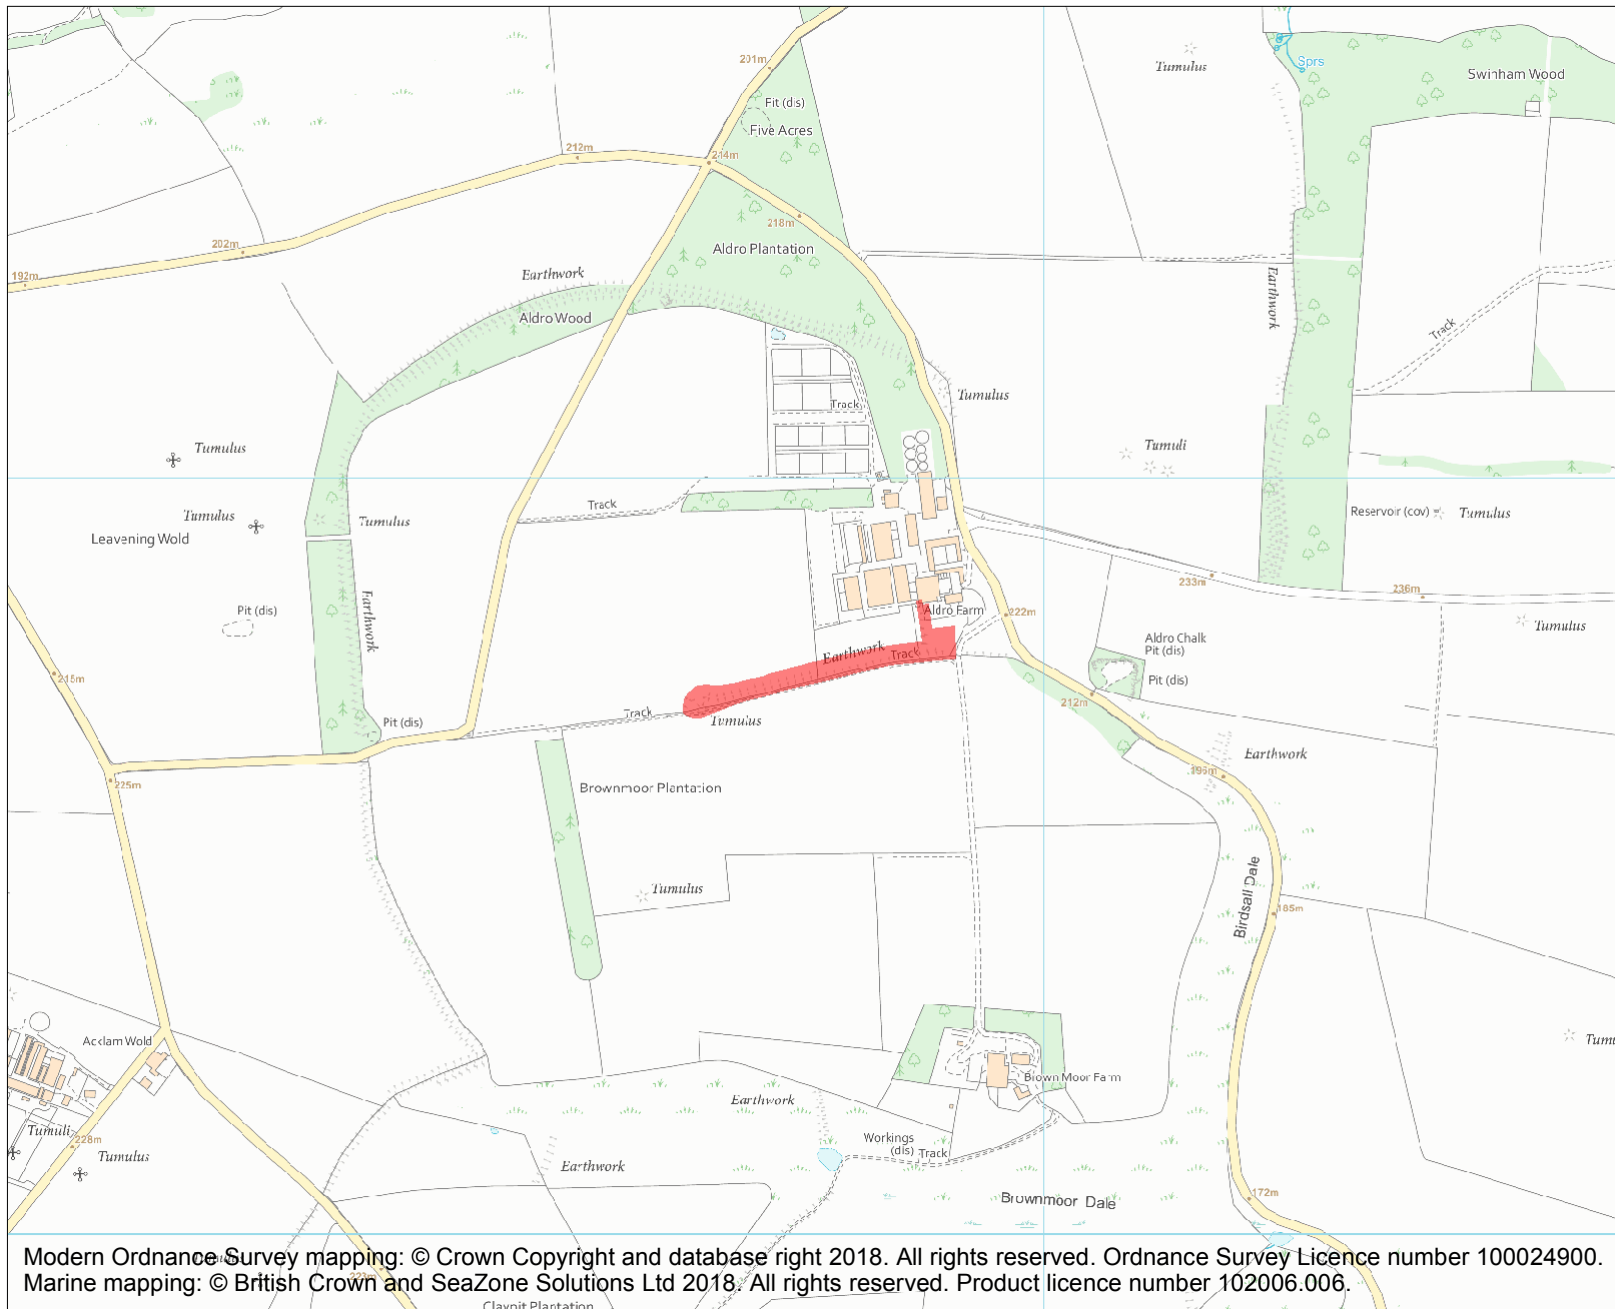 201m
Tumulus
Sprs
Swinham Wood
Pit (dis)
Five Acres
212m
214m
218m
202m
Aldro Plantation
192m
Earthwork
Earthwork
Aldro Wood
Track
Tumulus
Track
Tumulus
Tumuli
Tumulus
Tumulus
Track
Reservoir (cov)
Tumulus
Leavening Wold
233m
236m
Earthwork
Pit (dis)
Aldro Farm
222m
Tumulus
Aldro Chalk
Pit (dis)
Earthwork
Track
Pit (dis)
215m
212m
Track
Pit (dis)
Tumulus
Earthwork
195m
225m
Brownmoor Plantation
Tumulus
Birdsall Dale
185m
Acklam Wold
Brown Moor Farm
Earthwork
Tumuli
228m
Workings
(dis)
Track
Tumulus
Earthwork
Brownmoor Dale
172m
Modern Ordnance Survey mapping: © Crown Copyright and database right 2018. All rights reserved. Ordnance Survey Licence number 100024900.
Marine mapping: © British Crown and SeaZone Solutions Ltd 2018. All rights reserved. Product licence number 102006.006.
Claypit Plantation